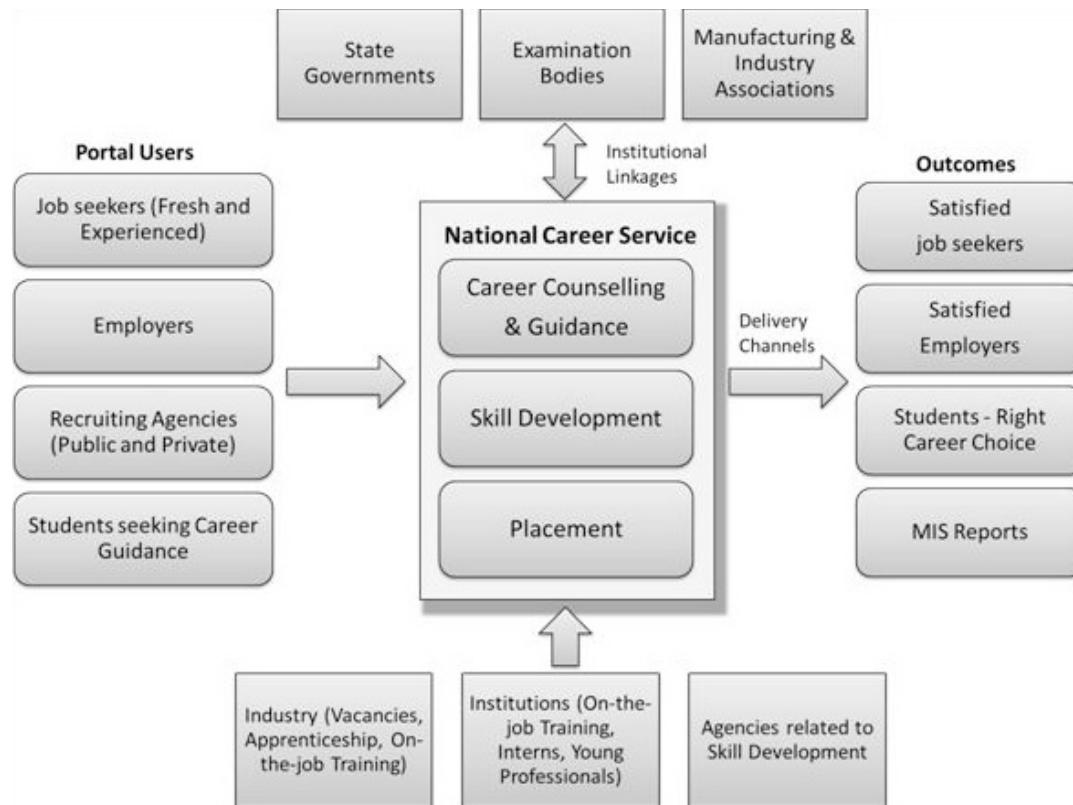 State
Governments
Examination
Bodies
Manufacturing &
Industry
Associations
Institutional
Linkages
Portal Users
Job seekers (Fresh and
Experienced)
Employers
Recruiting Agencies
(Public and Private)
Students seeking Career
Guidance
National Career Service
Career Counselling
& Guidance
Skill Development
Placement
Delivery
Channels
Outcomes
Satisfied
job seekers
Satisfied
Employers
Students - Right
Career Choice
MIS Reports
Industry (Vacancies,
Apprenticeship, On-
the-job Training)
Institutions (On-the-
job Training,
Interns, Young
Professionals)
Agencies related to
Skill Development